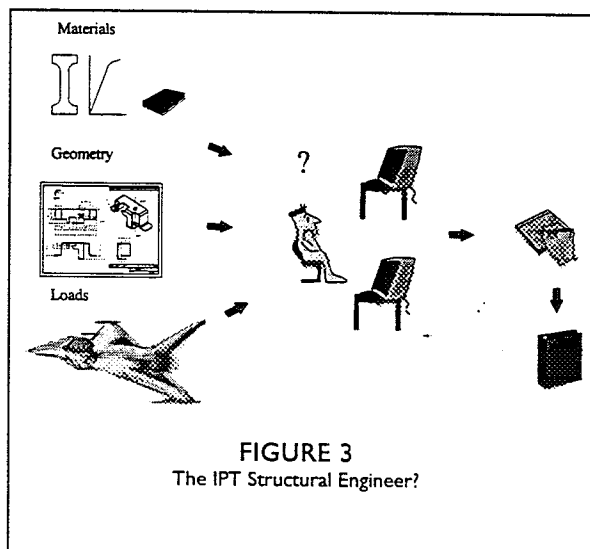 Materials
Geometry
?
Loads
FIGURE 3
The IPT Structural Engineer?